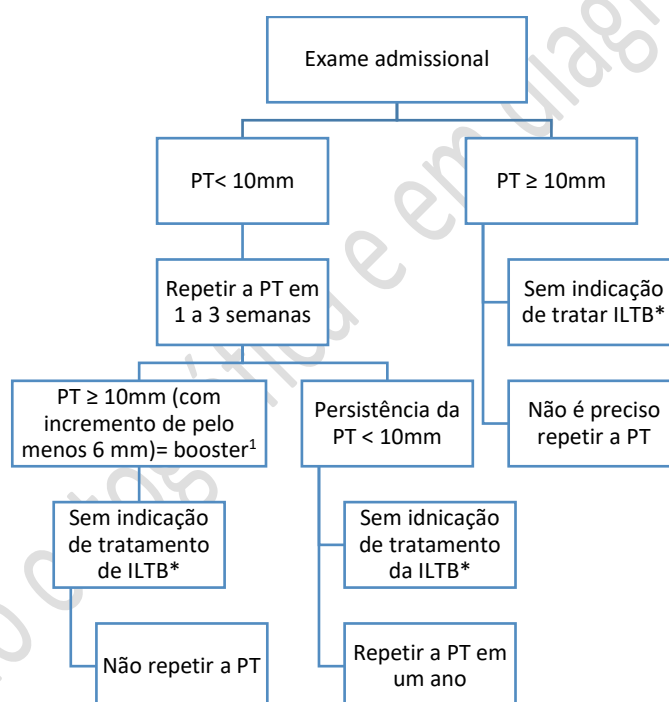 Exame admissional
PT< 10mm
PT ≥ 10mm
Repetir a PT em
1 a 3 semanas
Sem indicação
de tratar ILTB*
Não é preciso
repetir a PT
PT ≥ 10mm (com
incremento de pelo
menos 6 mm)= booster¹
Persistência da
PT < 10mm
Sem indicação
de tratamento
de ILTB*
Sem idnicação
de tratamento
da ILTB*
Não repetir a PT
Repetir a PT em
um ano
e em diagr